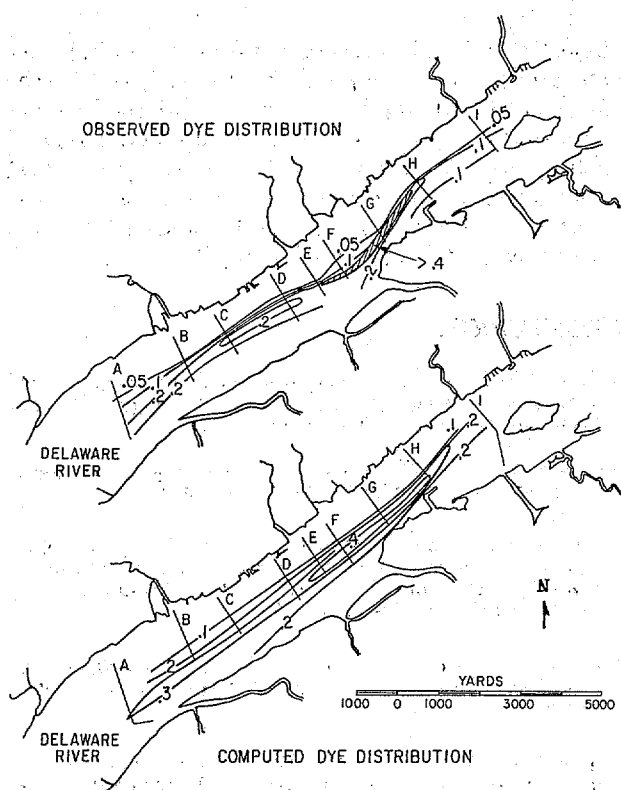 OBSERVED DYE DISTRIBUTION
I
.05
.1
.1
H
G
F
.05
.1
>.4
.2
E
D
C
.2
B
A
.05
.1
.2
.2
DELAWARE
RIVER
I
.1
.2
.2
H
G
F
.4
E
D
C
B
.1
.2
.2
A
.3
N
YARDS
1000 0 1000 3000 5000
DELAWARE
RIVER
COMPUTED DYE DISTRIBUTION